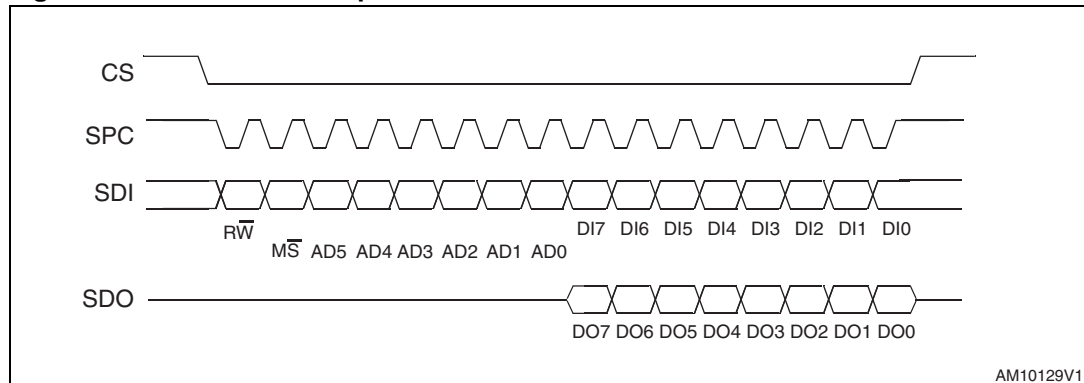 CS
SPC
SDI
RW̅
DI7 DI6 DI5 DI4 DI3 DI2 DI1 DI0
MS̅ AD5 AD4 AD3 AD2 AD1 AD0
SDO
DO7 DO6 DO5 DO4 DO3 DO2 DO1 DO0
AM10129V1